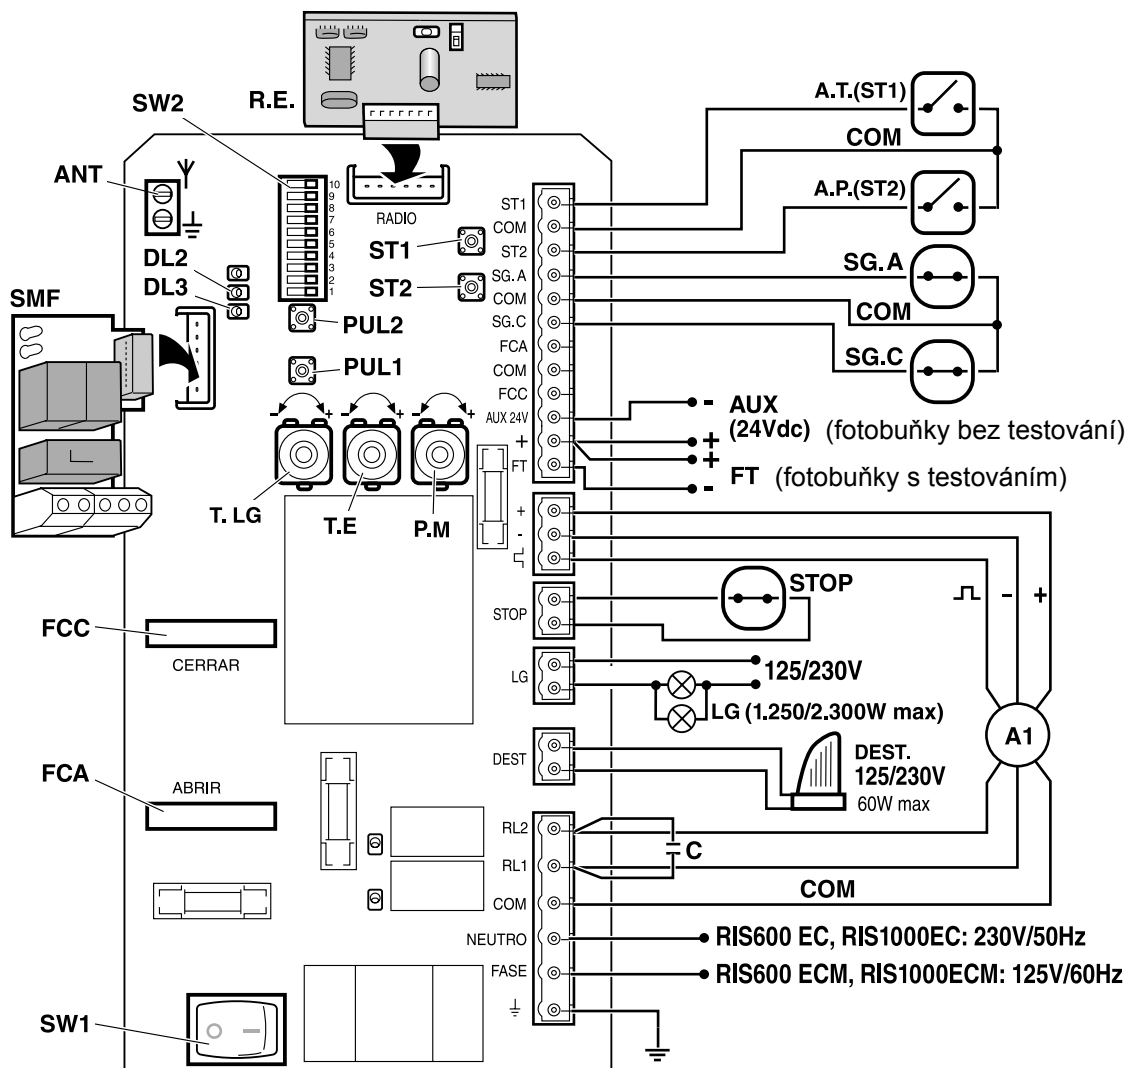 R.E.
SW2
A.T.(ST1)
COM
A.P.(ST2)
ANT
10
9
8
7
6
5
4
3
2
1
RADIO
ST1
ST2
ST1
COM
ST2
SG.A
COM
SG.C
FCA
COM
FCC
AUX 24V
+
FT
SG.A
COM
SG.C
DL2
DL3
SMF
PUL2
PUL1
- + - + - +
T. LG
T.E
P.M
- AUX
(24Vdc) (fotobuňky bez testování)
+
+
FT (fotobuňky s testováním)
-
+
-
- +
STOP
STOP
FCC
CERRAR
LG
125/230V
LG (1.250/2.300W max)
A1
DEST
DEST.
125/230V
60W max
FCA
ABRIR
RL2
RL1
COM
C
COM
NEUTRO
RIS600 EC, RIS1000EC: 230V/50Hz
FASE
RIS600 ECM, RIS1000ECM: 125V/60Hz
SW1